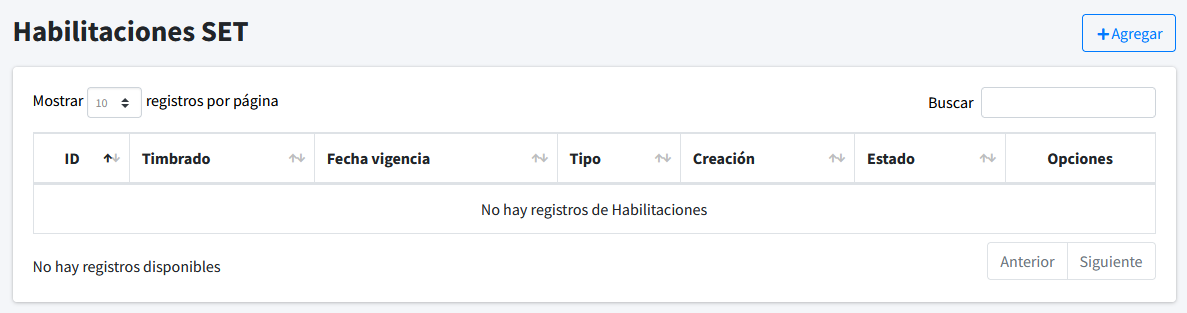 Habilitaciones SET
Agregar
Mostrar 10 registros por página
Buscar
ID Timbrado Fecha vigencia Tipo Creación Estado Opciones
No hay registros de Habilitaciones
No hay registros disponibles
Anterior Siguiente